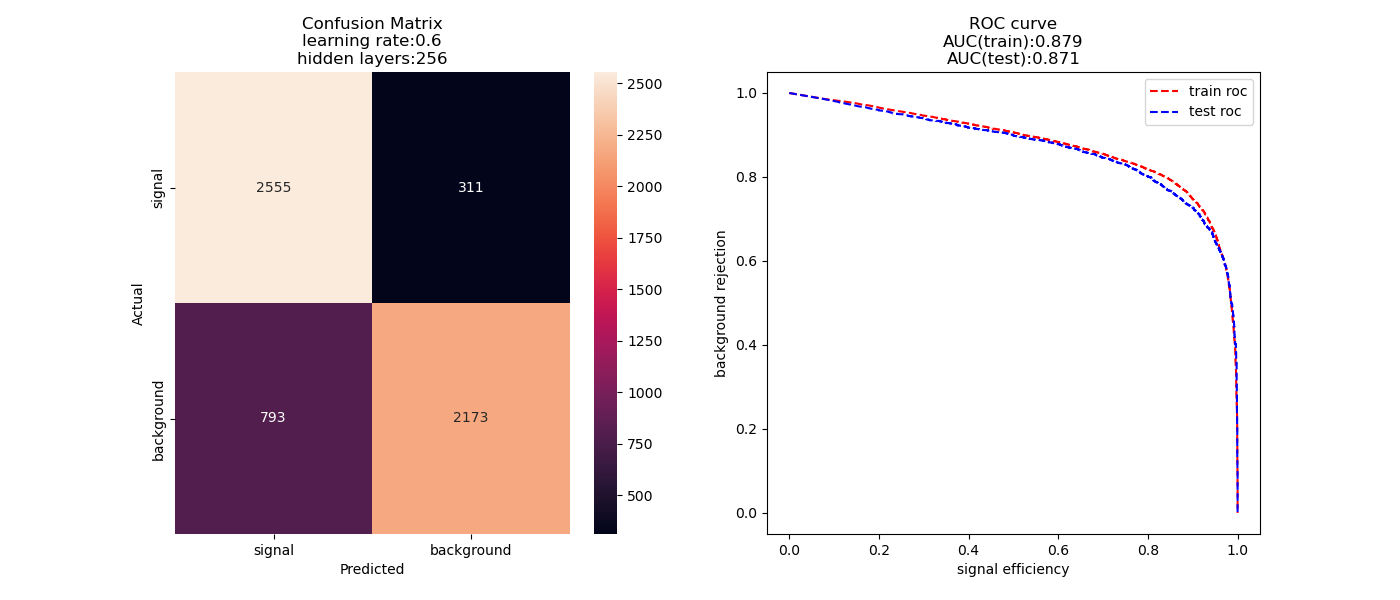 Confusion Matrix
learning rate:0.6
hidden layers:256
signal
background
Actual
2555
311
793
2173
signal
background
Predicted
2500
2250
2000
1750
1500
1250
1000
750
500
ROC curve
AUC(train):0.879
AUC(test):0.871
train roc
test roc
background rejection
1.0
0.8
0.6
0.4
0.2
0.0
0.0
0.2
0.4
0.6
0.8
1.0
signal efficiency